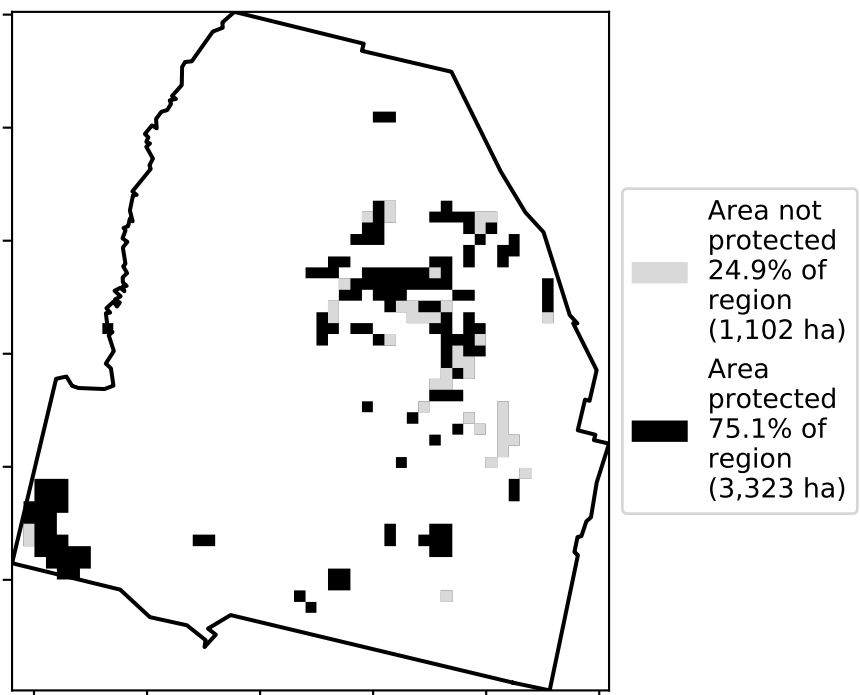 Area not
protected
24.9% of
region
(1,102 ha)
Area
protected
75.1% of
region
(3,323 ha)